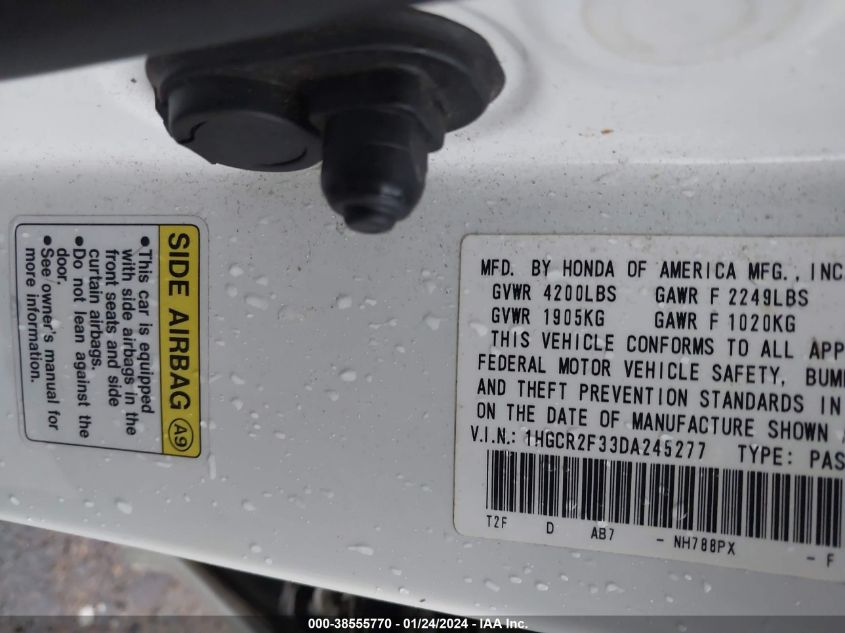 SIDE AIRBAG A9
•This car is equipped
with side airbags in the
front seats and side
curtain airbags.
•Do not lean against the
door.
•See owner's manual for
more information.
MFD. BY HONDA OF AMERICA MFG., INC
GVWR 4200LBS GAWR F 2249LBS
GVWR 1905KG GAWR F 1020KG
THIS VEHICLE CONFORMS TO ALL APP
FEDERAL MOTOR VEHICLE SAFETY, BUM
AND THEFT PREVENTION STANDARDS IN
ON THE DATE OF MANUFACTURE SHOWN
V.I.N.: 1HGCR2F33DA245277 TYPE: PAS
T2F D AB7 - NH788PX - F
000-38555770 - 01/24/2024 - IAA Inc.